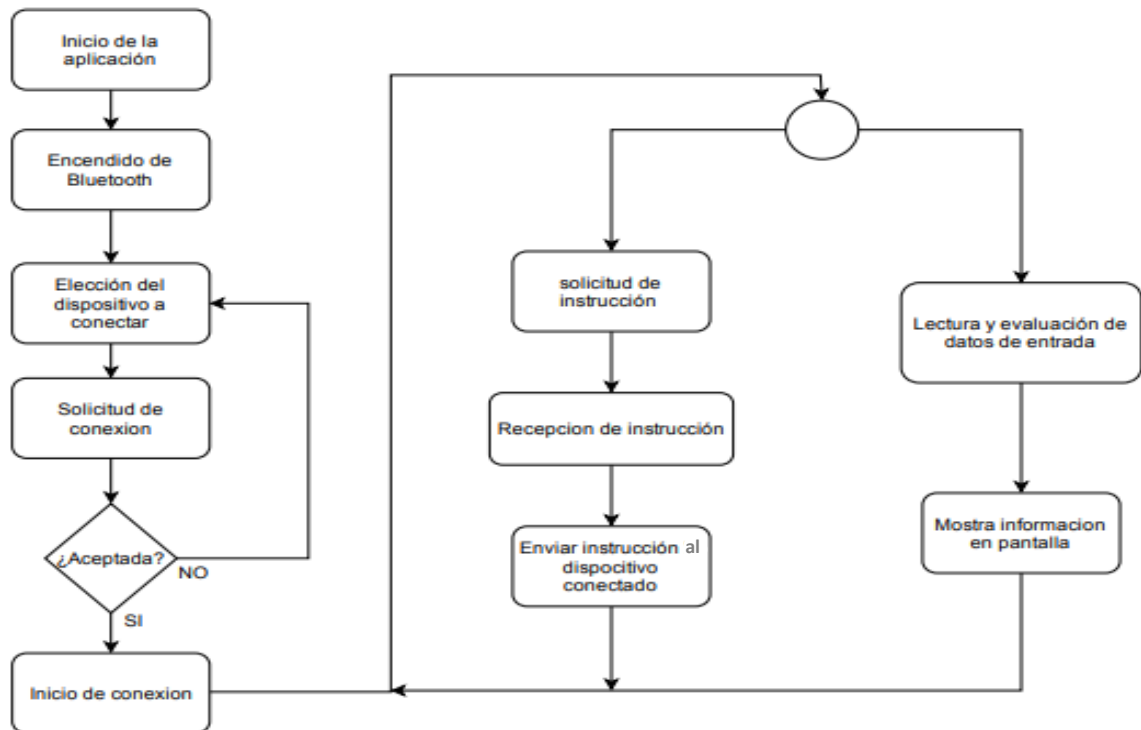 Inicio de la
aplicación
Encendido de
Bluetooth
Elección del
dispositivo a
conectar
Solicitud de
conexion
¿Aceptada?
NO
SI
Inicio de conexion
solicitud de
instrucción
Recepcion de instrucción
Enviar instrucción al
dispocitivo
conectado
Lectura y evaluación de
datos de entrada
Mostra informacion
en pantalla